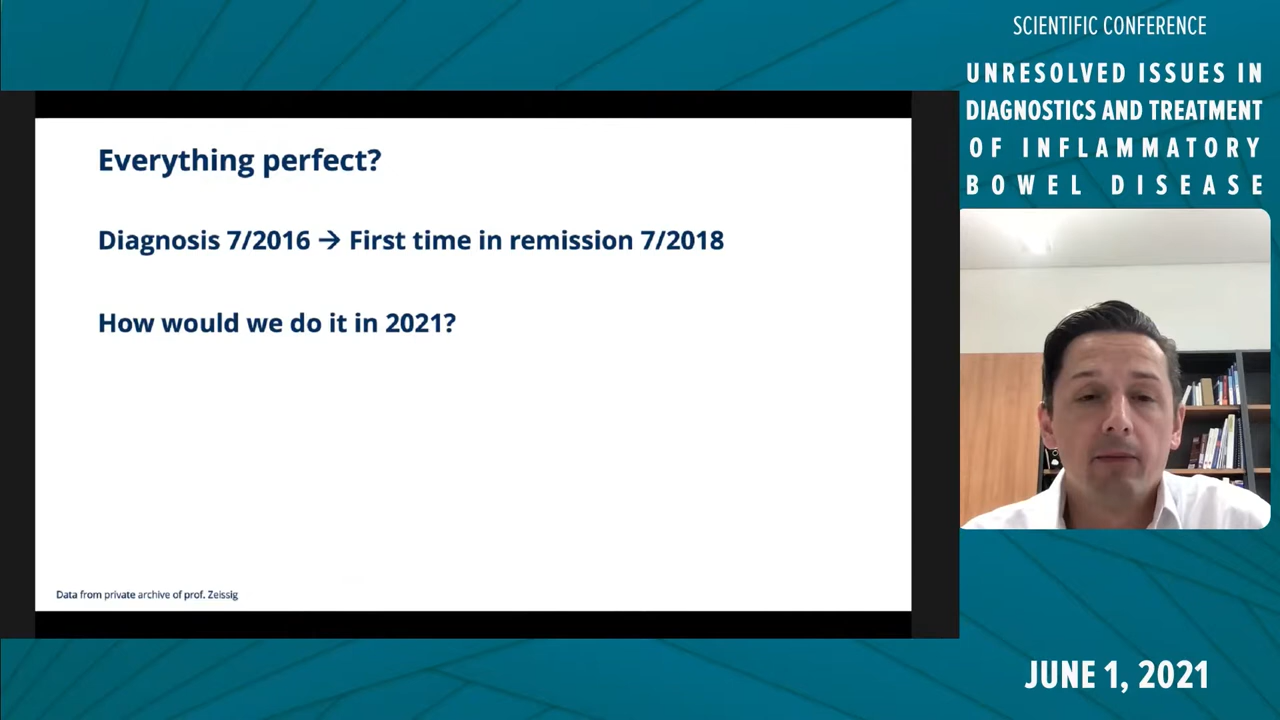 SCIENTIFIC CONFERENCE
UNRESOLVED ISSUES IN
DIAGNOSTICS AND TREATMENT
OF INFLAMMATORY
BOWEL DISEASE
Everything perfect?
Diagnosis 7/2016 → First time in remission 7/2018
How would we do it in 2021?
Data from private archive of prof. Zeissig
JUNE 1, 2021